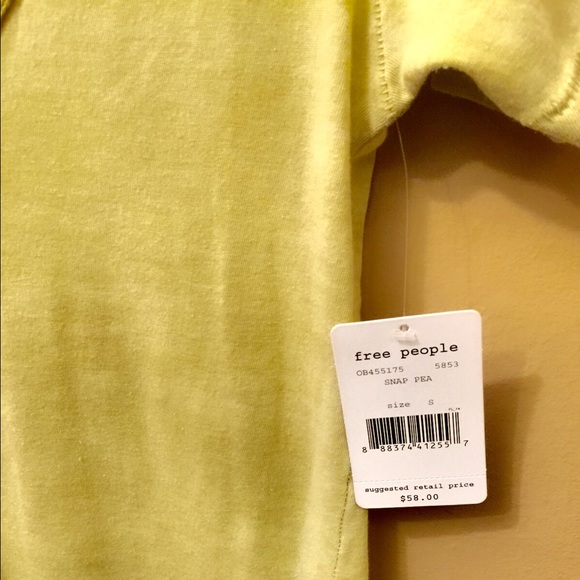 free people
OB455175 5853
SNAP PEA
size S
8 88374 41255 7
suggested retail price
$58.00